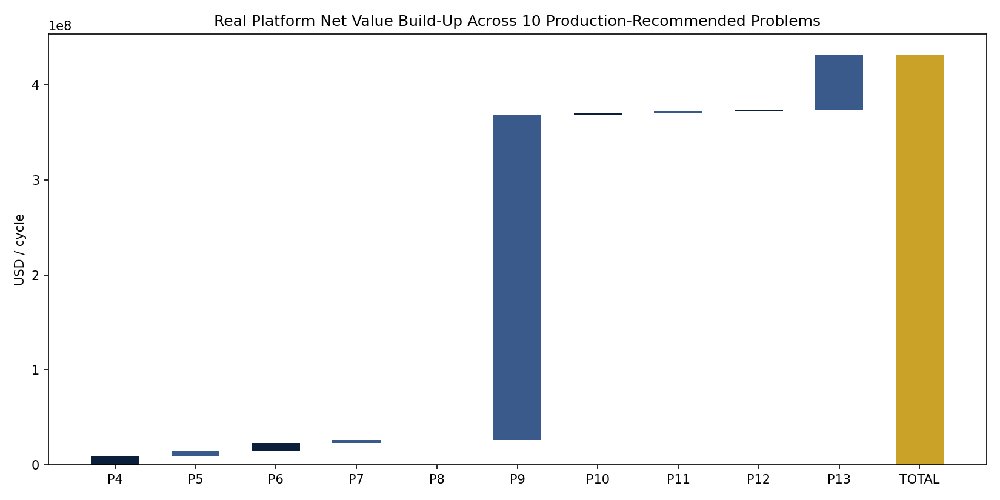 Real Platform Net Value Build-Up Across 10 Production-Recommended Problems
1e8
USD / cycle
4
3
2
1
0
P4 P5 P6 P7 P8 P9 P10 P11 P12 P13 TOTAL